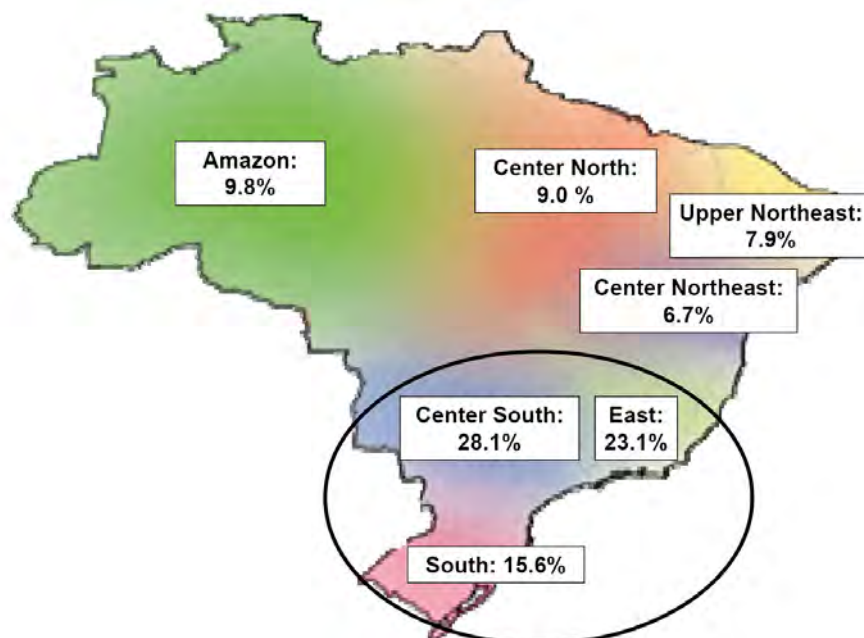 Amazon:
9.8%
Center North:
9.0 %
Upper Northeast:
7.9%
Center Northeast:
6.7%
Center South:
28.1%
East:
23.1%
South: 15.6%